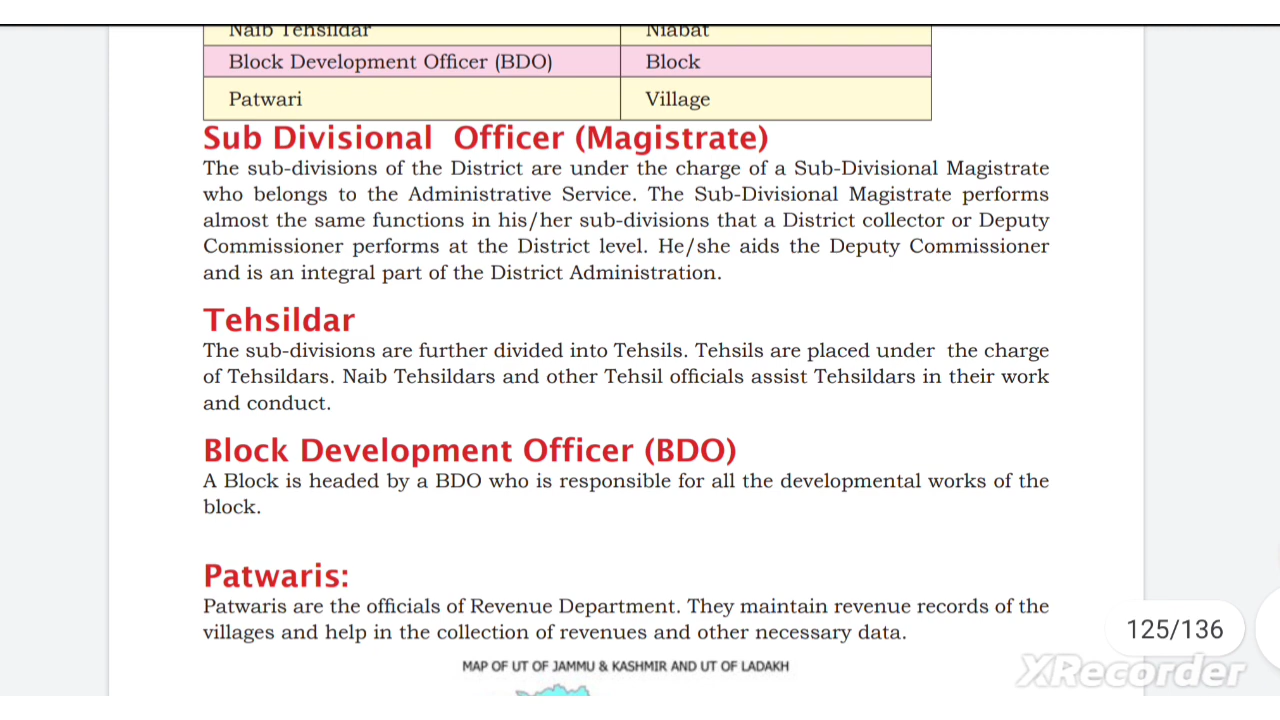 Naib Tehsildar Niabat
Block Development Officer (BDO) Block
Patwari Village
Sub Divisional Officer (Magistrate)
The sub-divisions of the District are under the charge of a Sub-Divisional Magistrate
who belongs to the Administrative Service. The Sub-Divisional Magistrate performs
almost the same functions in his/her sub-divisions that a District collector or Deputy
Commissioner performs at the District level. He/she aids the Deputy Commissioner
and is an integral part of the District Administration.
Tehsildar
The sub-divisions are further divided into Tehsils. Tehsils are placed under the charge
of Tehsildars. Naib Tehsildars and other Tehsil officials assist Tehsildars in their work
and conduct.
Block Development Officer (BDO)
A Block is headed by a BDO who is responsible for all the developmental works of the
block.
Patwaris:
Patwaris are the officials of Revenue Department. They maintain revenue records of the
villages and help in the collection of revenues and other necessary data.
125/136
MAP OF UT OF JAMMU & KASHMIR AND UT OF LADAKH
XRecorder